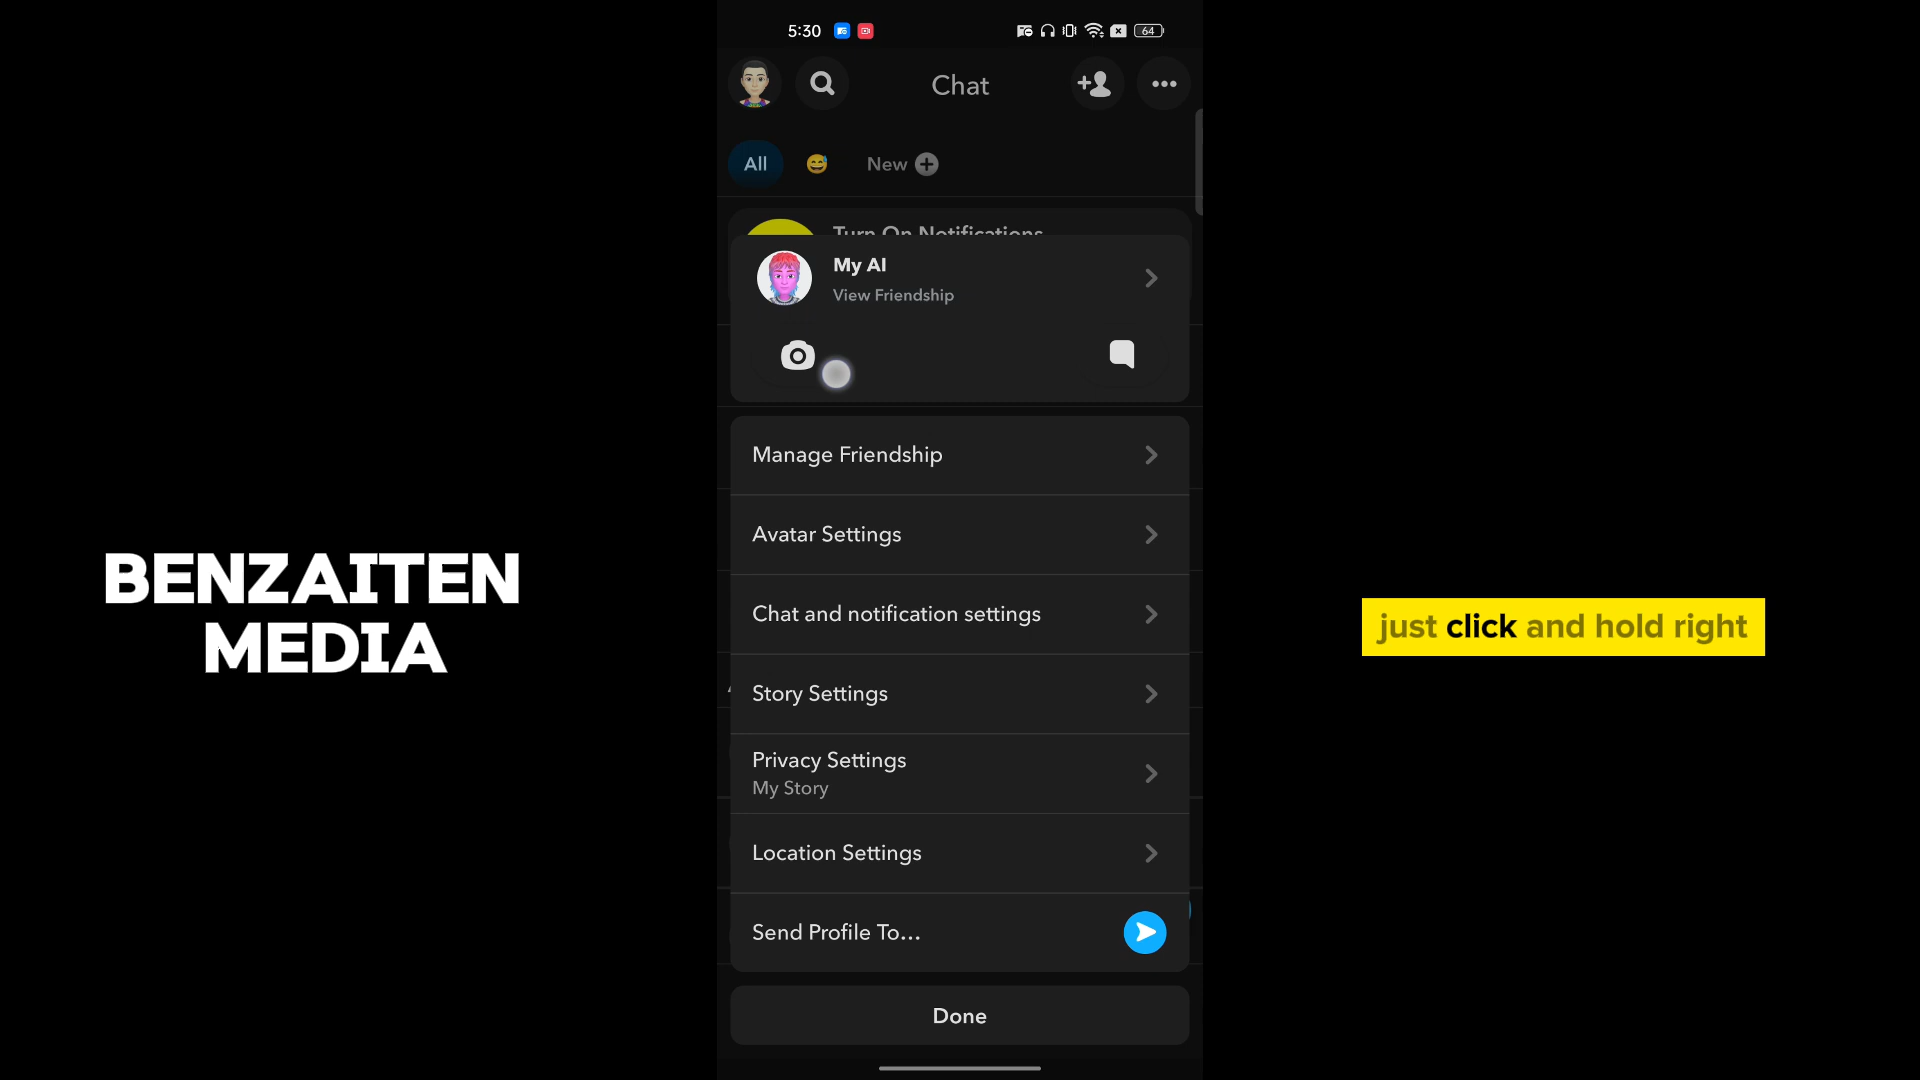 5:30
64
Chat
All
New
Turn On Notifications
My AI
View Friendship
Manage Friendship
Avatar Settings
Chat and notification settings
Story Settings
Privacy Settings
My Story
Location Settings
Send Profile To...
Done
BENZAITEN
MEDIA
just click and hold right